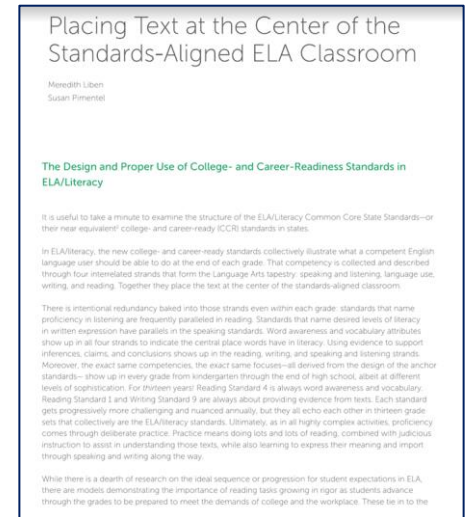 Placing Text at the Center of the
Standards-Aligned ELA Classroom
Meredith Liben
Susan Pimentel
The Design and Proper Use of College- and Career-Readiness Standards in
ELA/Literacy
It is useful to take a minute to examine the structure of the ELA/Literacy Common Core State Standards—or
their near equivalent¹ college- and career-ready (CCR) standards in states.
In ELA/literacy, the new college- and career-ready standards collectively illustrate what a competent English
language user should be able to do at the end of each grade. That competency is collected and described
through four interrelated strands that form the Language Arts tapestry: speaking and listening, language use,
writing, and reading. Together they place the text at the center of the standards-aligned classroom.
There is intentional redundancy baked into those strands even within each grade: standards that name
proficiency in listening are frequently paralleled in reading. Standards that name desired levels of literacy
in written expression have parallels in the speaking standards. Word awareness and vocabulary attributes
show up in all four strands to indicate the central place words have in literacy. Using evidence to support
inferences, claims, and conclusions shows up in the reading, writing, and speaking and listening strands.
Moreover, the exact same competencies, the exact same focuses—all derived from the design of the anchor
standards— show up in every grade from kindergarten through the end of high school, albeit at different
levels of sophistication. For thirteen years! Reading Standard 4 is always word awareness and vocabulary.
Reading Standard 1 and Writing Standard 9 are always about providing evidence from texts. Each standard
gets progressively more challenging and nuanced annually, but they all echo each other in thirteen grade
sets that collectively are the ELA/literacy standards. Ultimately, as in all highly complex activities, proficiency
comes through deliberate practice. Practice means doing lots and lots of reading, combined with judicious
instruction to assist in understanding those texts, while also learning to express their meaning and import
through speaking and writing along the way.
While there is a dearth of research on the ideal sequence or progression for student expectations in ELA,
there are models demonstrating the importance of reading tasks growing in rigor as students advance
through the grades to be prepared to meet the demands of college and the workplace. These tie in to the